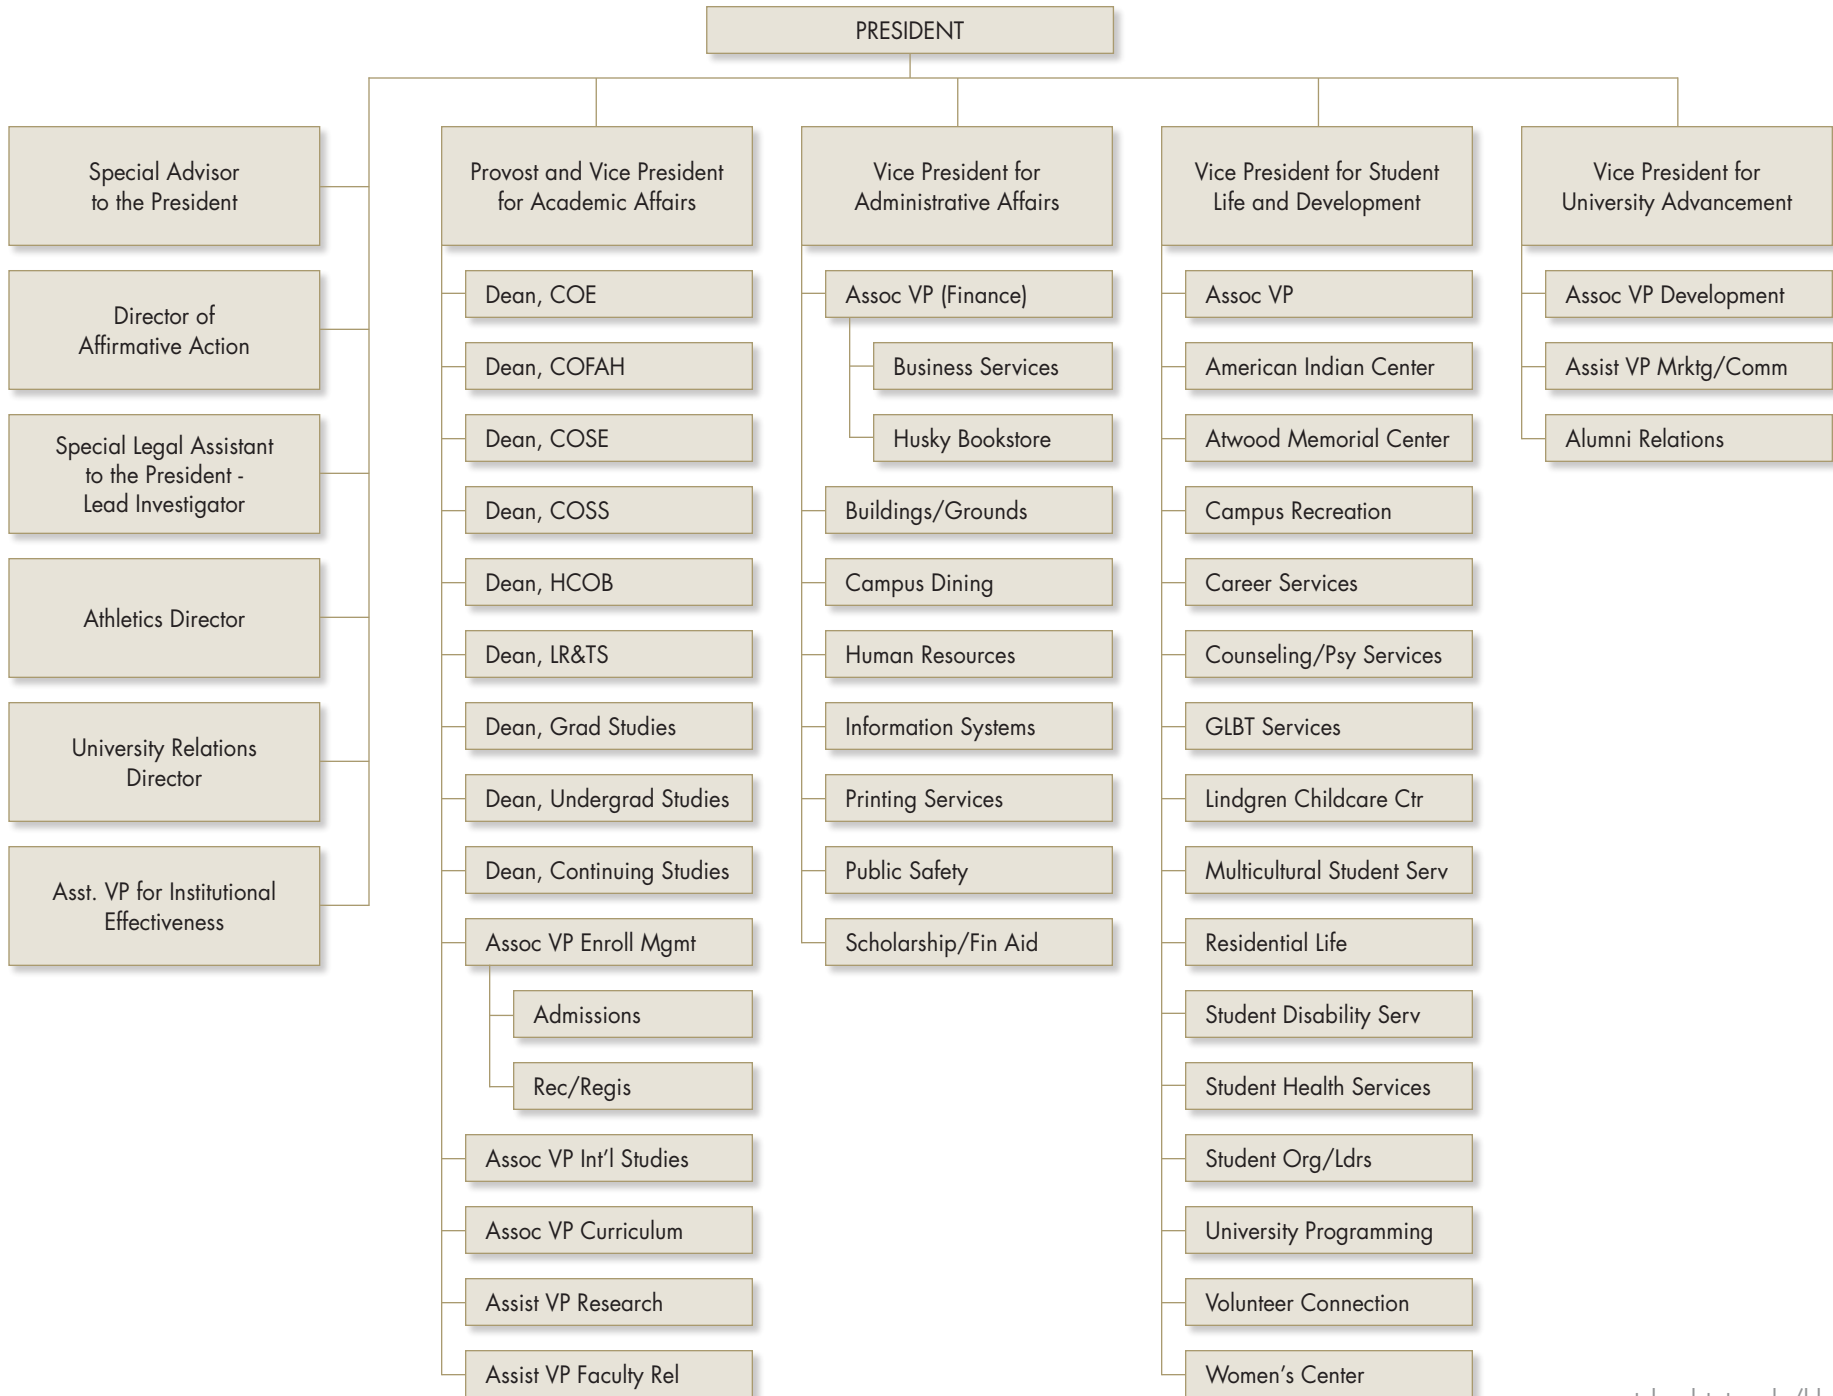 PRESIDENT
Special Advisor
to the President
Director of
Affirmative Action
Special Legal Assistant
to the President -
Lead Investigator
Athletics Director
University Relations
Director
Asst. VP for Institutional
Effectiveness
Provost and Vice President
for Academic Affairs
Dean, COE
Dean, COFAH
Dean, COSE
Dean, COSS
Dean, HCOB
Dean, LR&TS
Dean, Grad Studies
Dean, Undergrad Studies
Dean, Continuing Studies
Assoc VP Enroll Mgmt
Admissions
Rec/Regis
Assoc VP Int’l Studies
Assoc VP Curriculum
Assist VP Research
Assist VP Faculty Rel
Vice President for
Administrative Affairs
Assoc VP (Finance)
Business Services
Husky Bookstore
Buildings/Grounds
Campus Dining
Human Resources
Information Systems
Printing Services
Public Safety
Scholarship/Fin Aid
Vice President for Student
Life and Development
Assoc VP
American Indian Center
Atwood Memorial Center
Campus Recreation
Career Services
Counseling/Psy Services
GLBT Services
Lindgren Childcare Ctr
Multicultural Student Serv
Residential Life
Student Disability Serv
Student Health Services
Student Org/Ldrs
University Programming
Volunteer Connection
Women’s Center
Vice President for
University Advancement
Assoc VP Development
Assist VP Mrktg/Comm
Alumni Relations